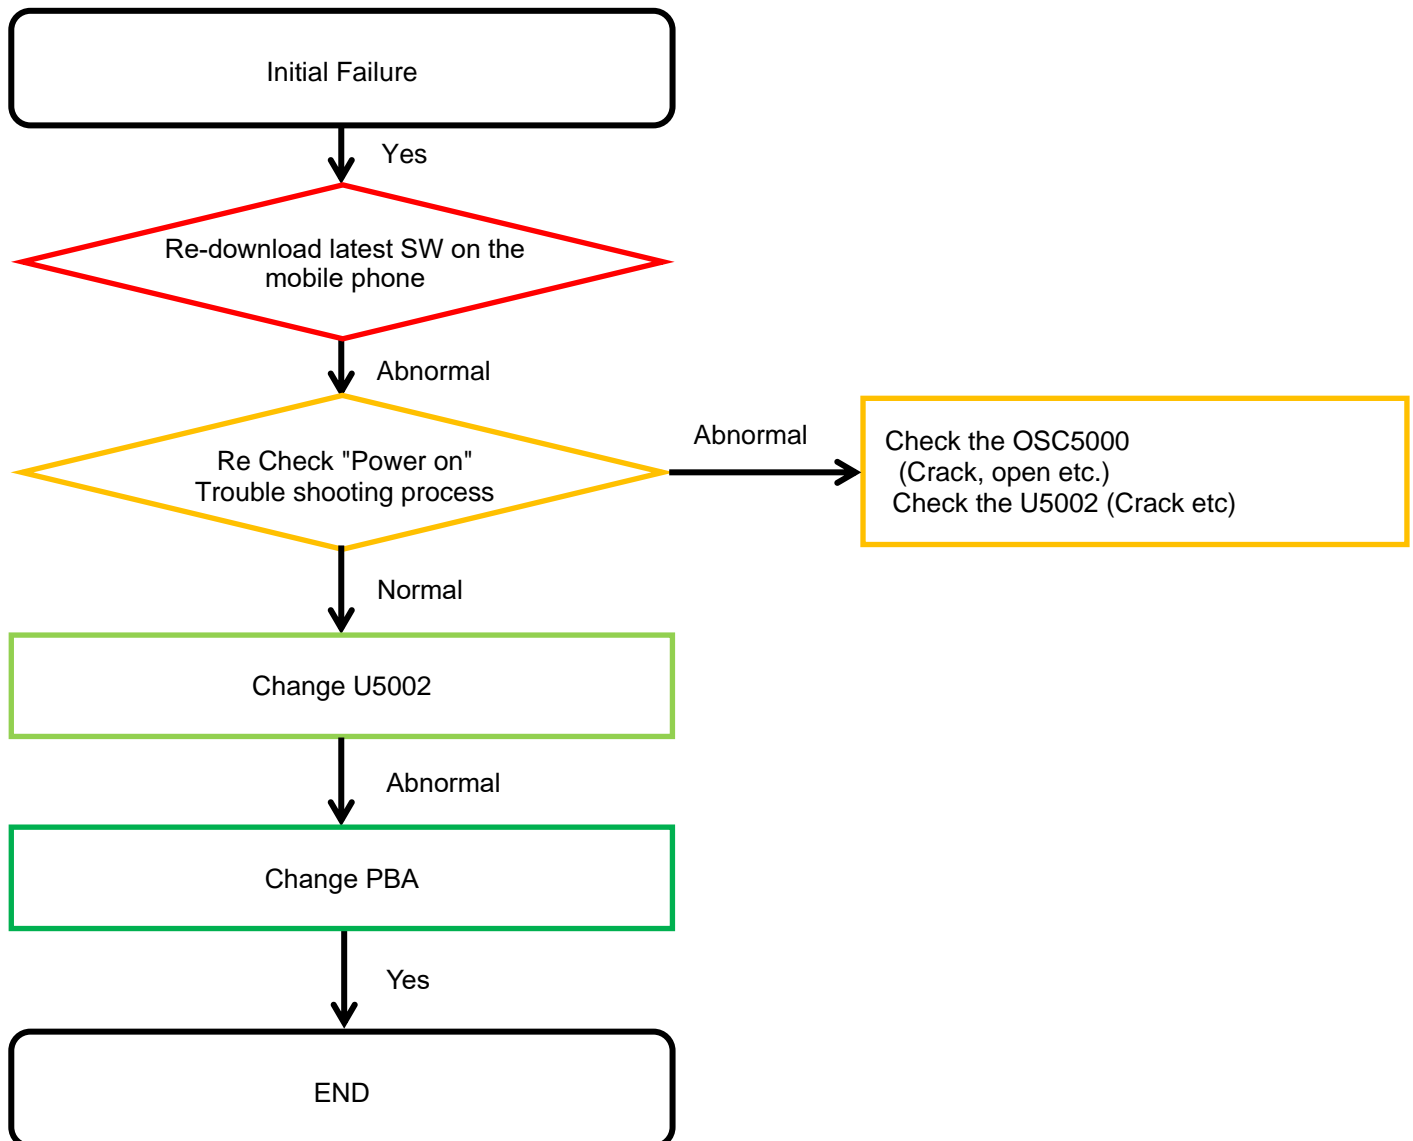 Initial Failure
Yes
Re-download latest SW on the
mobile phone
Abnormal
Re Check "Power on"
Trouble shooting process
Abnormal
Check the OSC5000
(Crack, open etc.)
Check the U5002 (Crack etc)
Normal
Change U5002
Abnormal
Change PBA
Yes
END